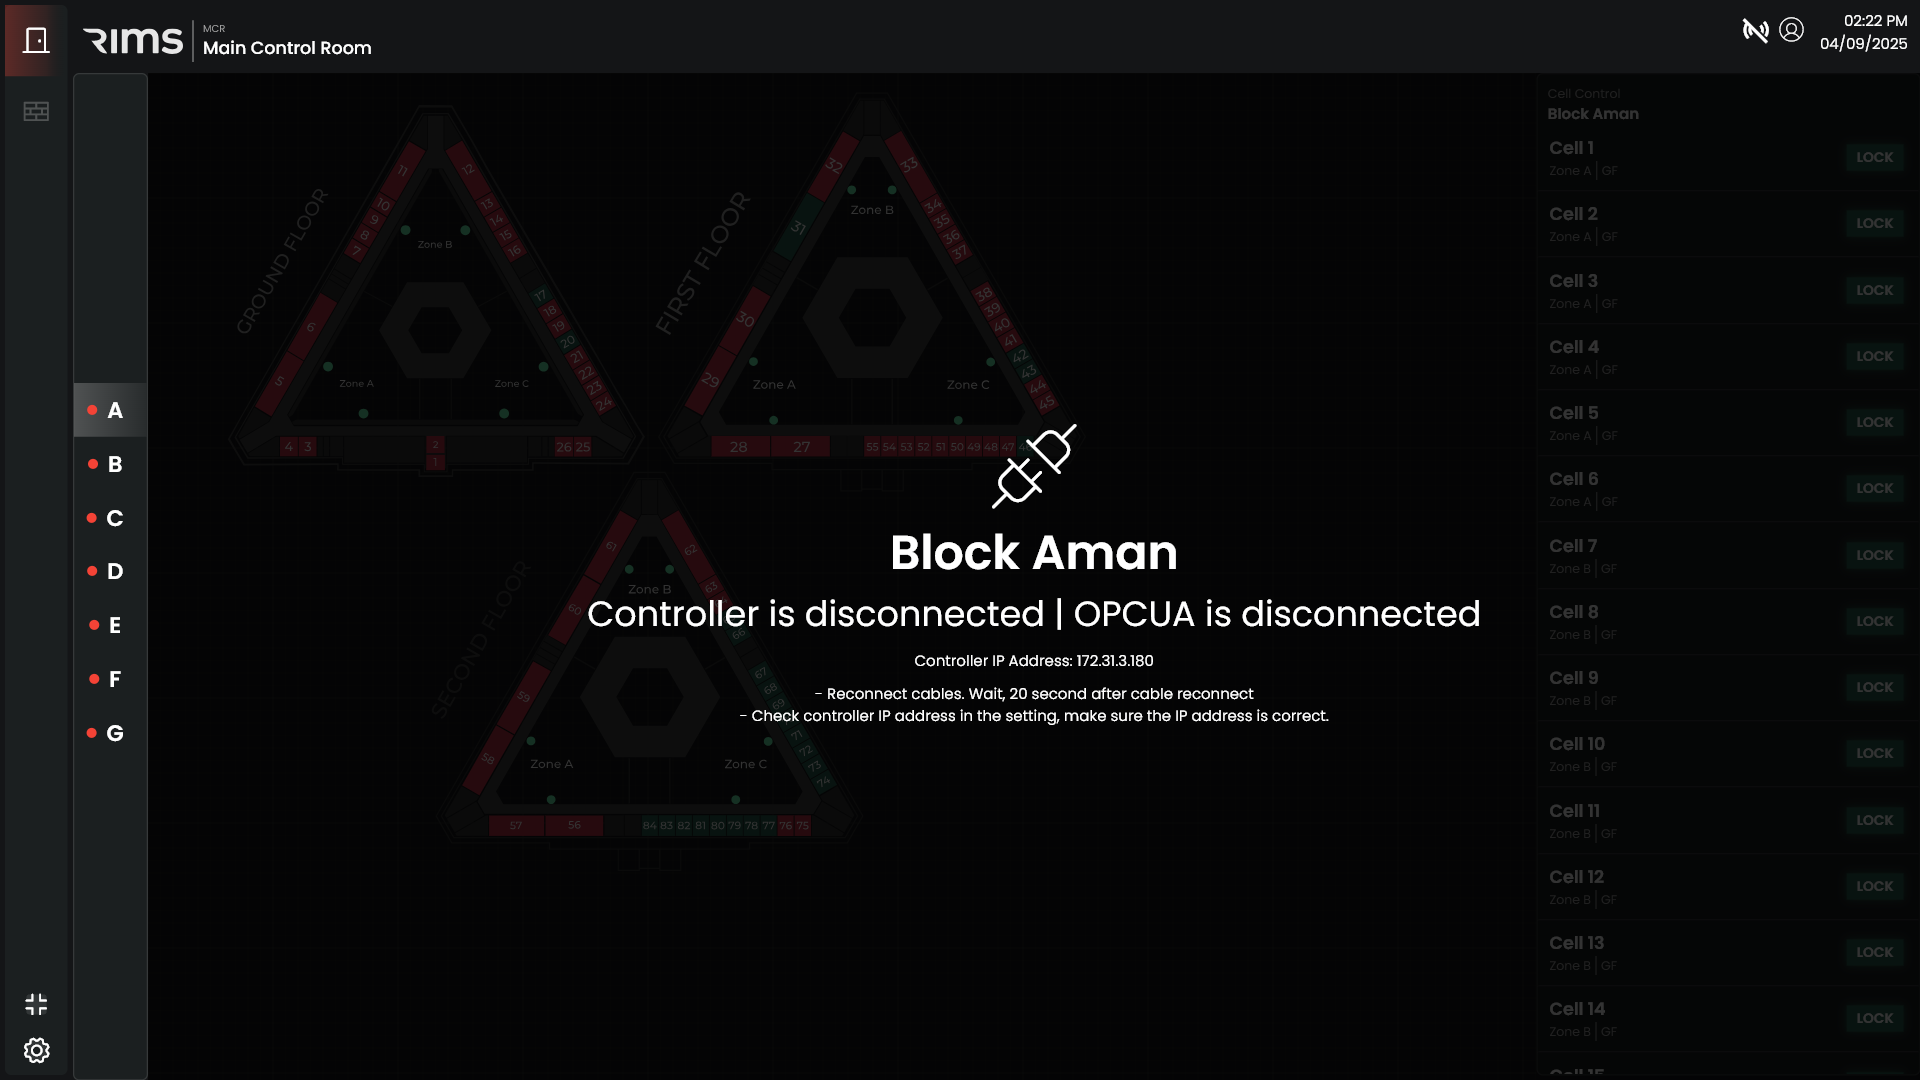 RIMS
MCR
Main Control Room
02:22 PM
04/09/2025
A
B
C
D
E
F
G
GROUND FLOOR
11
10
9
8
7
6
5
4
3
2
1
12
13
14
15
16
17
18
19
20
21
22
23
24
26
25
Zone B
Zone A
Zone C
FIRST FLOOR
32
31
30
29
28
27
33
34
35
36
37
38
39
40
41
42
43
44
45
55
54
53
52
51
50
49
48
47
Zone B
Zone A
Zone C
SECOND FLOOR
61
60
59
58
57
56
62
63
66
67
68
69
71
72
73
74
84
83
82
81
80
79
78
77
76
75
Zone B
Zone A
Zone C
Block Aman
Controller is disconnected | OPCUA is disconnected
Controller IP Address: 172.31.3.180
- Reconnect cables. Wait, 20 second after cable reconnect
- Check controller IP address in the setting, make sure the IP address is correct.
Cell Control
Block Aman
Cell 1
Zone A | GF
LOCK
Cell 2
Zone A | GF
LOCK
Cell 3
Zone A | GF
LOCK
Cell 4
Zone A | GF
LOCK
Cell 5
Zone A | GF
LOCK
Cell 6
Zone A | GF
LOCK
Cell 7
Zone B | GF
LOCK
Cell 8
Zone B | GF
LOCK
Cell 9
Zone B | GF
LOCK
Cell 10
Zone B | GF
LOCK
Cell 11
Zone B | GF
LOCK
Cell 12
Zone B | GF
LOCK
Cell 13
Zone B | GF
LOCK
Cell 14
Zone B | GF
LOCK
Cell 15